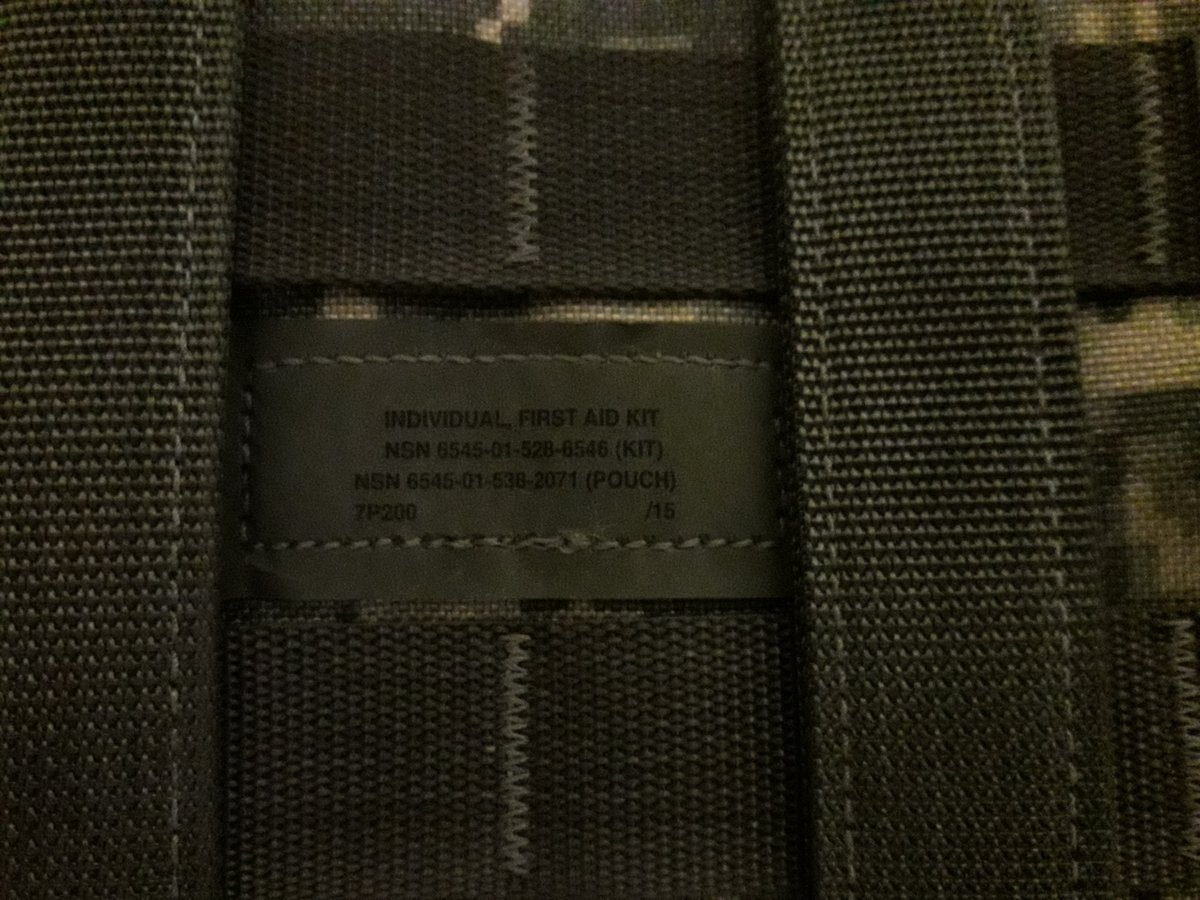 INDIVIDUAL, FIRST AID KIT
NSN 6545-01-528-6546 (KIT)
NSN 6545-01-538-2071 (POUCH)
7P200 /15